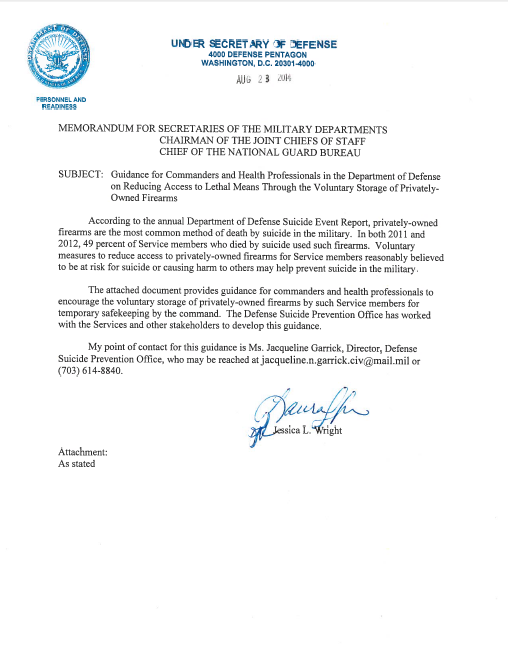 DEPARTMENT OF DEFENSE
UNITED STATES OF AMERICA
UNDER SECRETARY OF DEFENSE
4000 DEFENSE PENTAGON
WASHINGTON, D.C. 20301-4000
AUG 23 2014
PERSONNEL AND
READINESS
MEMORANDUM FOR SECRETARIES OF THE MILITARY DEPARTMENTS
CHAIRMAN OF THE JOINT CHIEFS OF STAFF
CHIEF OF THE NATIONAL GUARD BUREAU
SUBJECT: Guidance for Commanders and Health Professionals in the Department of Defense
on Reducing Access to Lethal Means Through the Voluntary Storage of Privately-
Owned Firearms
According to the annual Department of Defense Suicide Event Report, privately-owned
firearms are the most common method of death by suicide in the military. In both 2011 and
2012, 49 percent of Service members who died by suicide used such firearms. Voluntary
measures to reduce access to privately-owned firearms for Service members reasonably believed
to be at risk for suicide or causing harm to others may help prevent suicide in the military.
The attached document provides guidance for commanders and health professionals to
encourage the voluntary storage of privately-owned firearms by such Service members for
temporary safekeeping by the command. The Defense Suicide Prevention Office has worked
with the Services and other stakeholders to develop this guidance.
My point of contact for this guidance is Ms. Jacqueline Garrick, Director, Defense
Suicide Prevention Office, who may be reached at jacqueline.n.garrick.civ@mail.mil or
(703) 614-8840.
Jessica L. Wright
Attachment:
As stated